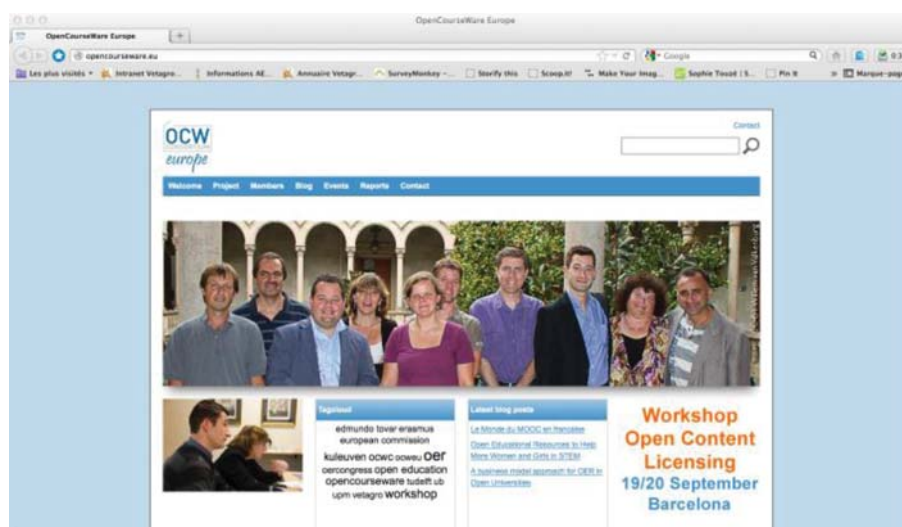 OpenCourseWare Europe
OpenCourseWare Europe
opencourseware.eu
Google
Les plus visités
Intranet Vetagro...
Informations AE...
Annuaire Vetagr...
SurveyMonkey –...
Storify this
Scoop.it!
Make Your Imag...
Sophie Touzé | S...
Pin It
Contact
OCW
europe
Welcome Project Members Blog Events Reports Contact
Tagcloud
edmundo tovar erasmus
european commission
kuleuven ocwc ocweu oer
oercongress open education
opencourseware tudelft ub
upm vetagro workshop
Latest blog posts
Le Monde du MOOC en francaise
Open Educational Resources to Help
More Women and Girls in STEM
A business model approach for OER in
Open Universities
Workshop
Open Content
Licensing
19/20 September
Barcelona